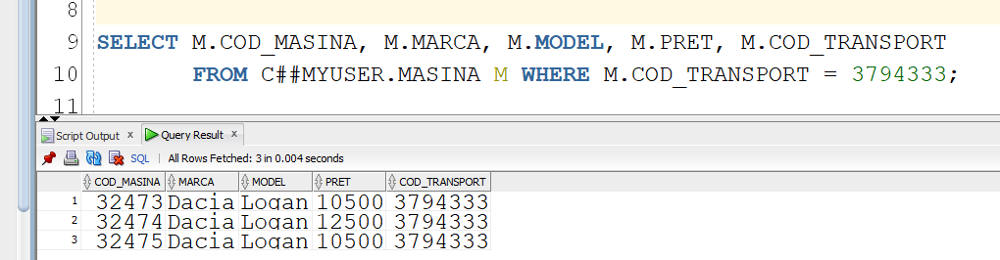 8
9 SELECT M.COD_MASINA, M.MARCA, M.MODEL, M.PRET, M.COD_TRANSPORT
10 FROM C##MYUSER.MASINA M WHERE M.COD_TRANSPORT = 3794333;
11
Script Output x Query Result x
SQL | All Rows Fetched: 3 in 0.004 seconds
COD_MASINA MARCA MODEL PRET COD_TRANSPORT
1 32473 Dacia Logan 10500 3794333
2 32474 Dacia Logan 12500 3794333
3 32475 Dacia Logan 10500 3794333